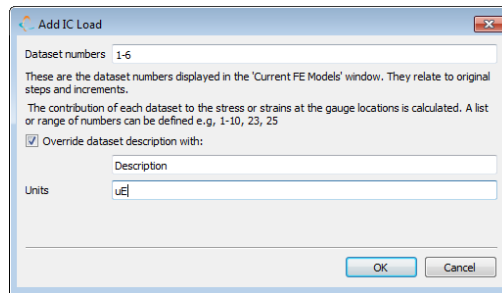 Add IC Load
Dataset numbers 1-6
These are the dataset numbers displayed in the 'Current FE Models' window. They relate to original
steps and increments.
The contribution of each dataset to the stress or strains at the gauge locations is calculated. A list
or range of numbers can be defined e.g, 1-10, 23, 25
Override dataset description with:
Description
Units uE
OK Cancel